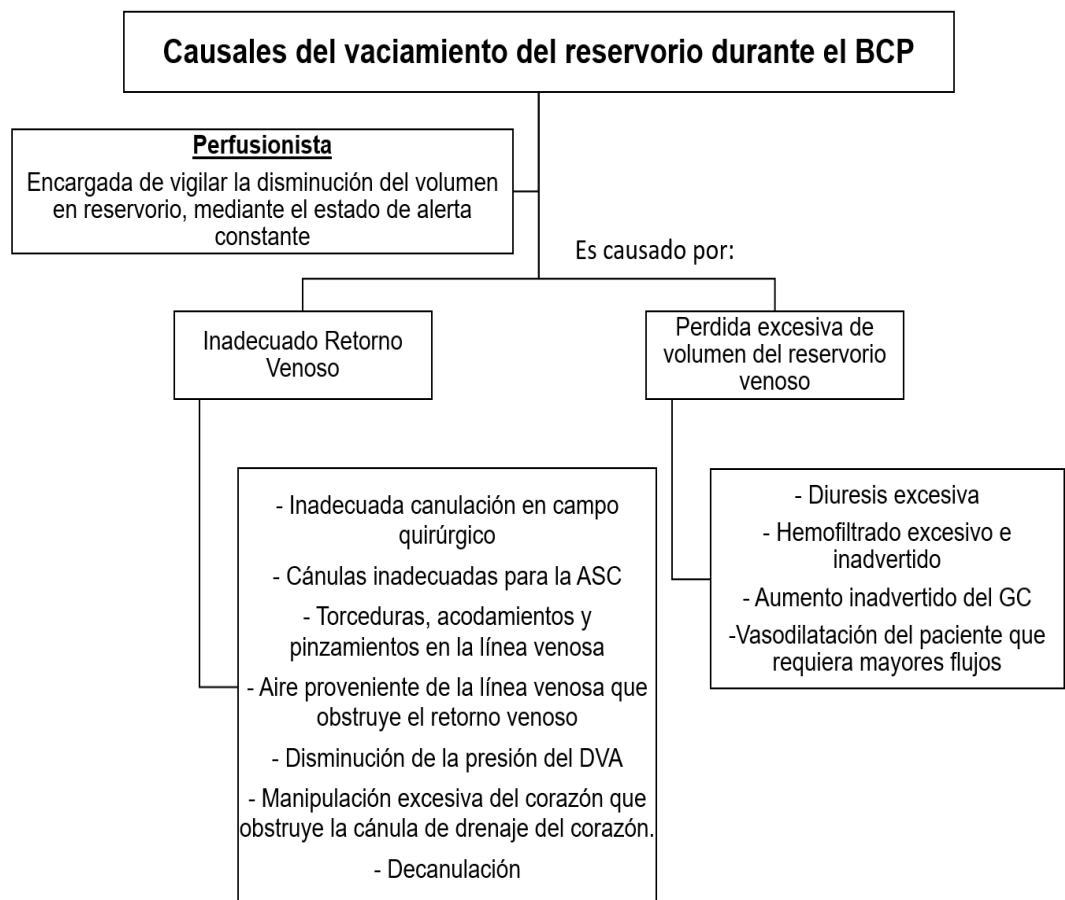 Causales del vaciamiento del reservorio durante el BCP
Perfusionista
Encargada de vigilar la disminución del volumen
en reservorio, mediante el estado de alerta
constante
Es causado por:
Inadecuado Retorno
Venoso
Perdida excesiva de
volumen del reservorio
venoso
- Inadecuada canulación en campo
quirúrgico
- Cánulas inadecuadas para la ASC
- Torceduras, acodamientos y
pinzamientos en la línea venosa
- Aire proveniente de la línea venosa que
obstruye el retorno venoso
- Disminución de la presión del DVA
- Manipulación excesiva del corazón que
obstruye la cánula de drenaje del corazón.
- Decanulación
- Diuresis excesiva
- Hemofiltrado excesivo e
inadvertido
- Aumento inadvertido del GC
-Vasodilatación del paciente que
requiera mayores flujos